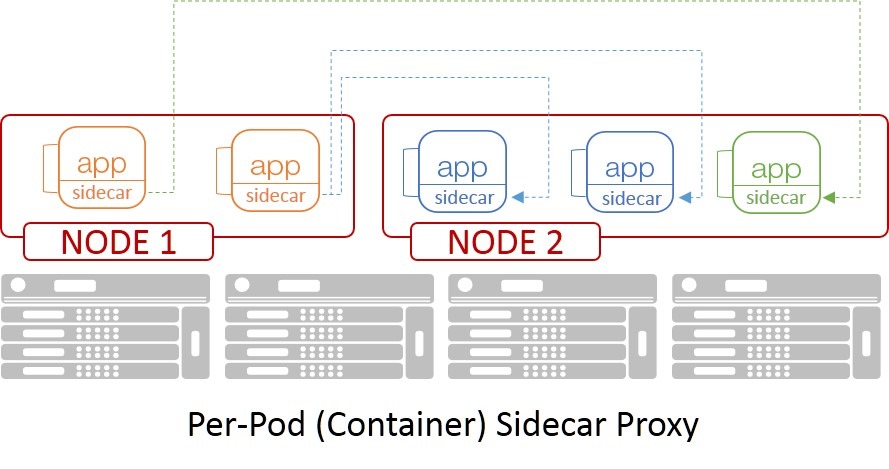 app
sidecar
app
sidecar
app
sidecar
app
sidecar
app
sidecar
NODE 1
NODE 2
Per-Pod (Container) Sidecar Proxy